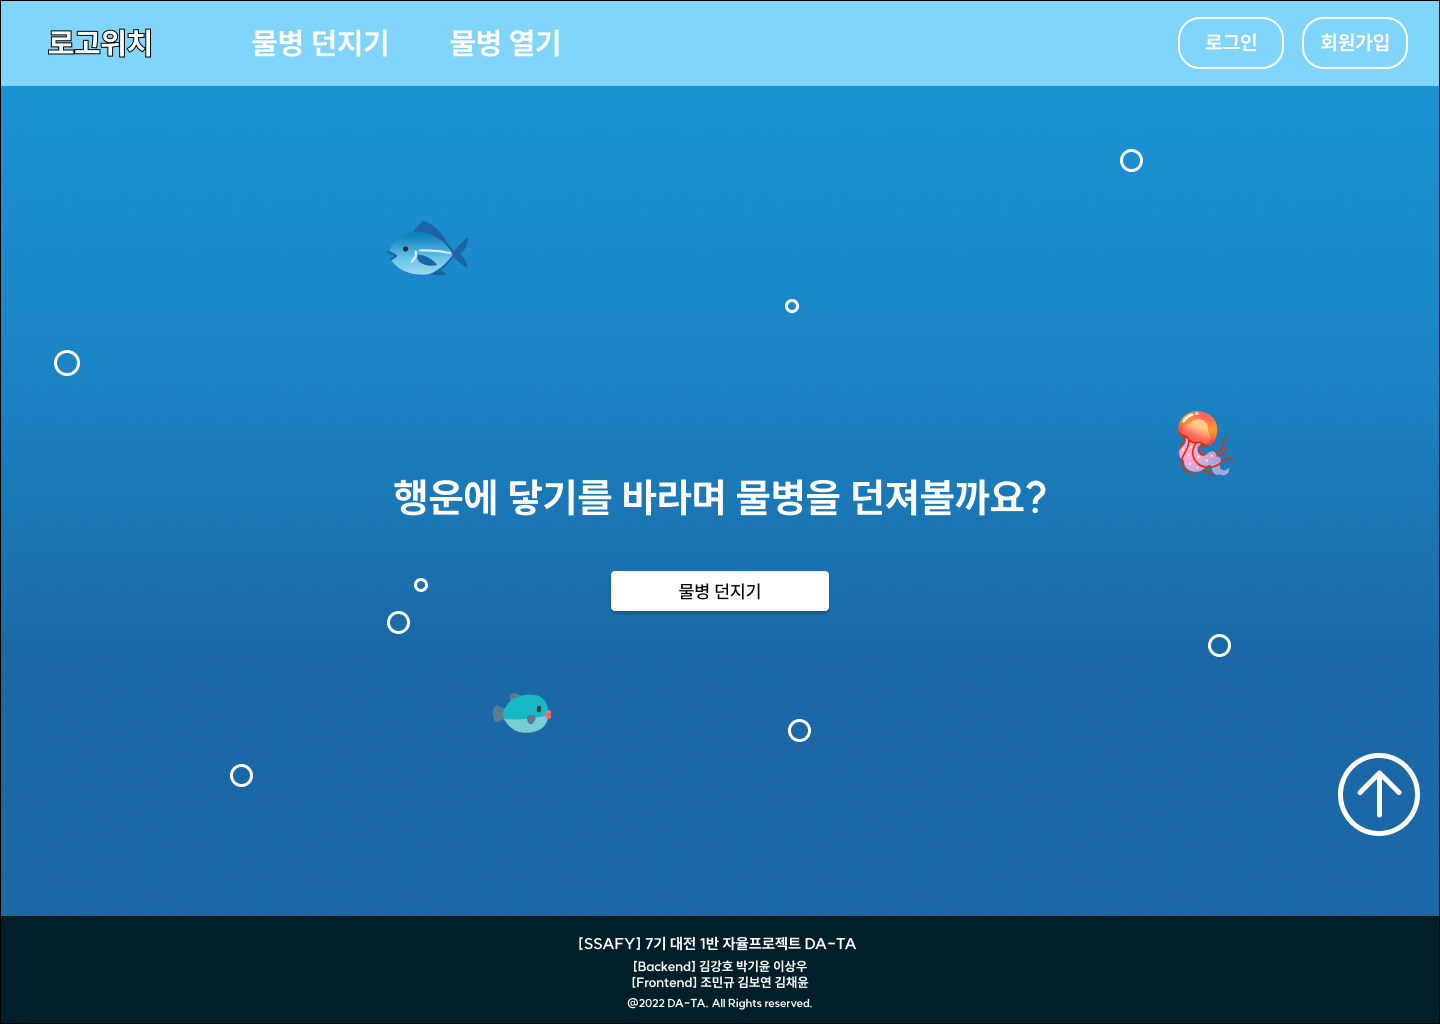 로고위치 물병 던지기 물병 열기 로그인 회원가입
행운에 닿기를 바라며 물병을 던져볼까요?
물병 던지기
[SSAFY] 7기 대전 1반 자율프로젝트 DA-TA
[Backend] 김강호 박기윤 이상우
[Frontend] 조민규 김보연 김채윤
@2022 DA-TA. All Rights reserved.